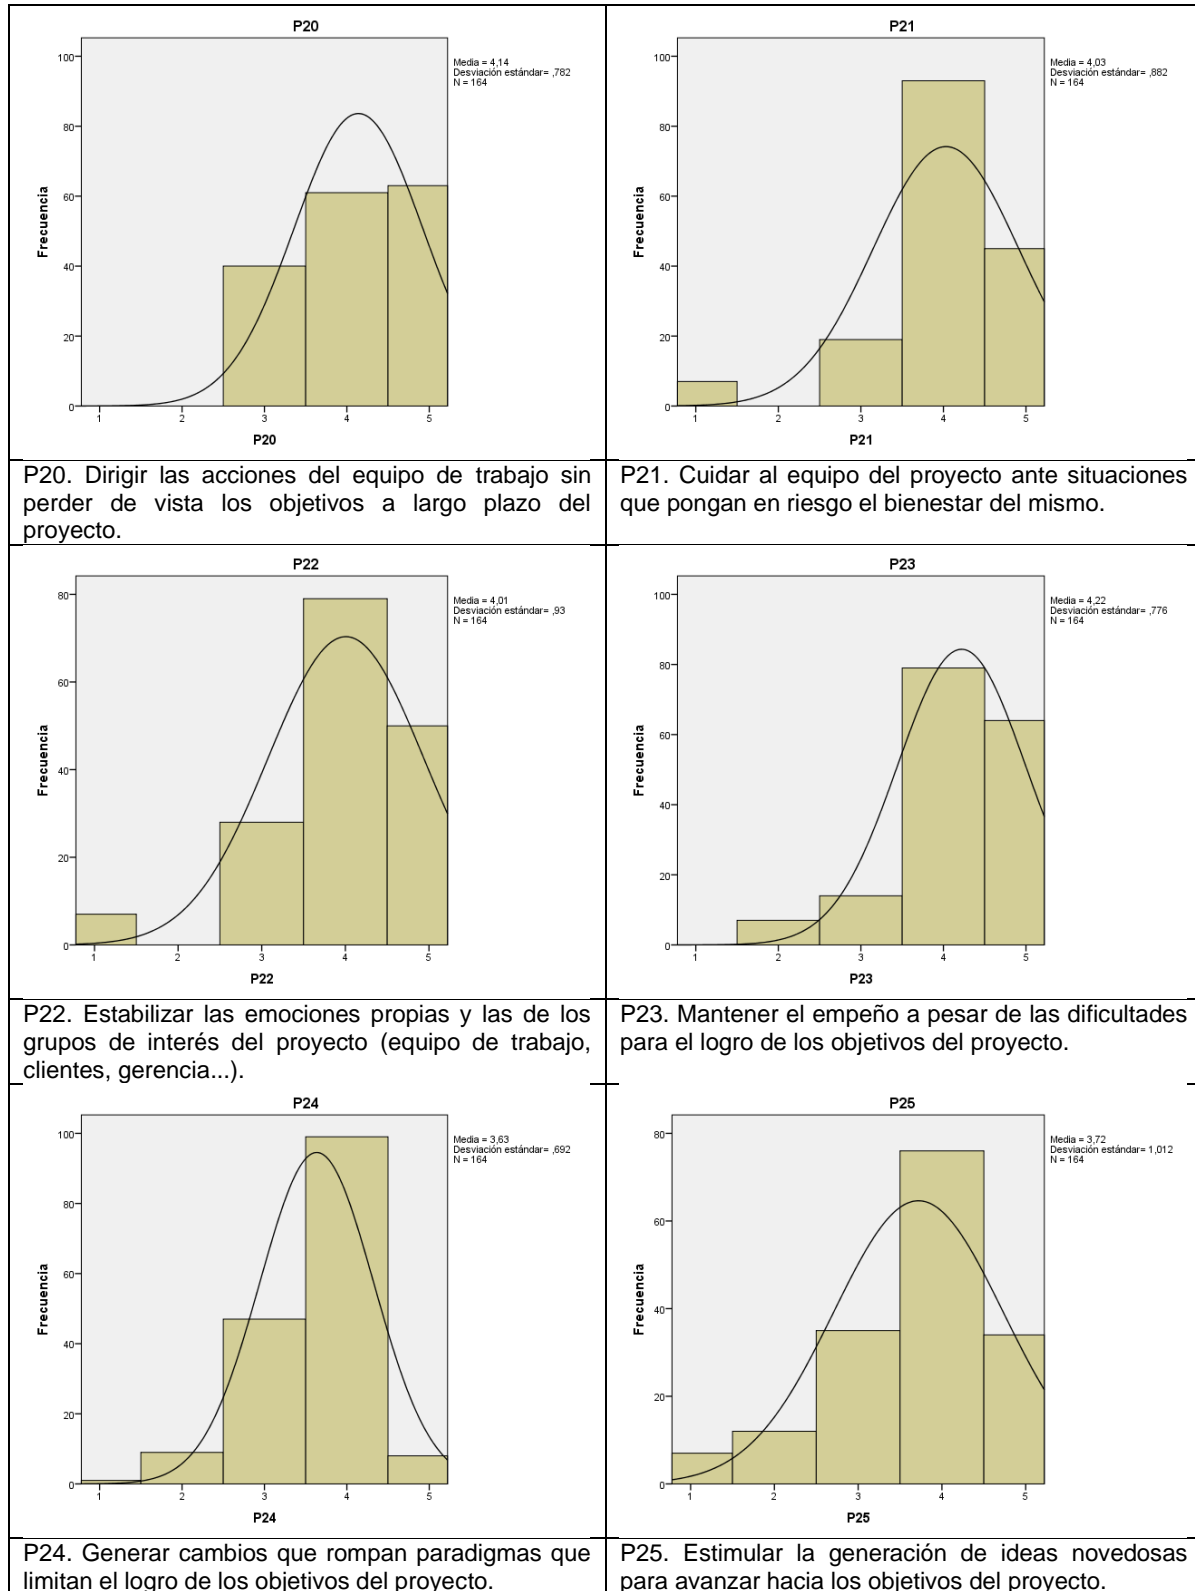 P20
Media = 4,14
Desviación estándar= ,782
N = 164
100
80
60
40
20
0
Frecuencia
1 2 3 4 5
P20
P21
Media = 4,03
Desviación estándar= ,882
N = 164
100
80
60
40
20
0
Frecuencia
1 2 3 4 5
P21
P20. Dirigir las acciones del equipo de trabajo sin
perder de vista los objetivos a largo plazo del
proyecto.
P21. Cuidar al equipo del proyecto ante situaciones
que pongan en riesgo el bienestar del mismo.
P22
Media = 4,01
Desviación estándar= ,93
N = 164
80
60
40
20
0
Frecuencia
1 2 3 4 5
P22
P23
Media = 4,22
Desviación estándar= ,776
N = 164
100
80
60
40
20
0
Frecuencia
1 2 3 4 5
P23
P22. Estabilizar las emociones propias y las de los
grupos de interés del proyecto (equipo de trabajo,
clientes, gerencia...).
P23. Mantener el empeño a pesar de las dificultades
para el logro de los objetivos del proyecto.
P24
Media = 3,63
Desviación estándar= ,692
N = 164
100
80
60
40
20
0
Frecuencia
1 2 3 4 5
P24
P25
Media = 3,72
Desviación estándar= 1,012
N = 164
80
60
40
20
0
Frecuencia
1 2 3 4 5
P25
P24. Generar cambios que rompan paradigmas que
limitan el logro de los objetivos del proyecto.
P25. Estimular la generación de ideas novedosas
para avanzar hacia los objetivos del proyecto.